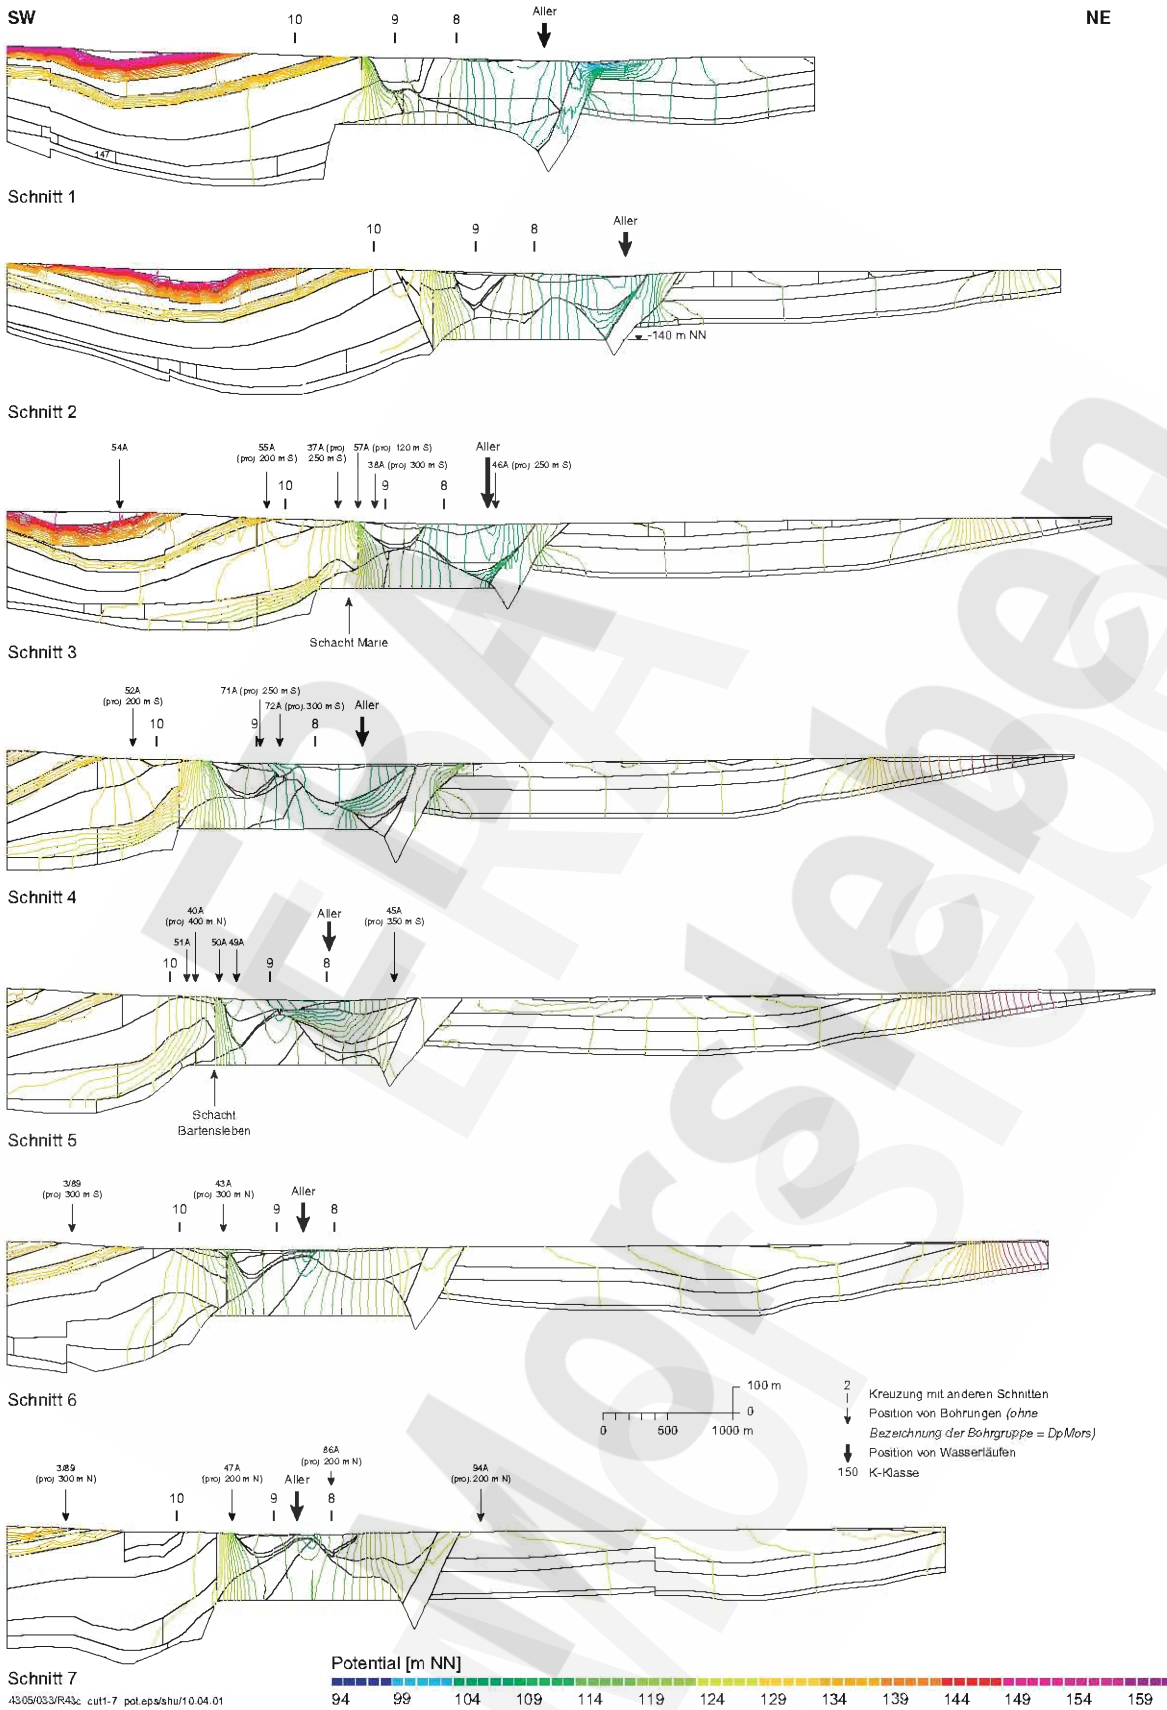 SW
NE
10 9 8 Aller
147
Schnitt 1
10 9 8 Aller
-140 m NN
Schnitt 2
54A
55A
(proj 200 m S)
37A (proj
250 m S)
57A (proj 120 m S)
38A (proj 300 m S)
Aller
46A (proj 250 m S)
10 9 8
Schacht Marie
Schnitt 3
52A
(proj 200 m S)
71A (proj 250 m S)
72A (proj. 300 m S)
Aller
10 9 8
Schnitt 4
40A
(proj 400 m N)
51A 50A 49A
Aller
45A
(proj 350 m S)
10 9 8
Schacht
Bartensleben
Schnitt 5
3/89
(proj 300 m S)
43A
(proj 300 m N)
Aller
10 9 8
Schnitt 6
100 m
0
0 500 1000 m
2 Kreuzung mit anderen Schnitten
Position von Bohrungen (ohne
Bezeichnung der Bohrgruppe = DpMors)
Position von Wasserläufen
150 K-Klasse
3/89
(proj 300 m N)
47A
(proj 200 m N)
Aller
86A
(proj 200 m N)
94A
(proj. 200 m N)
10 9 8
Schnitt 7
4305/033/R43c cut1-7 pot.eps/shu/10.04.01
Potential [m NN]
94 99 104 109 114 119 124 129 134 139 144 149 154 159
ERA
Morsleben